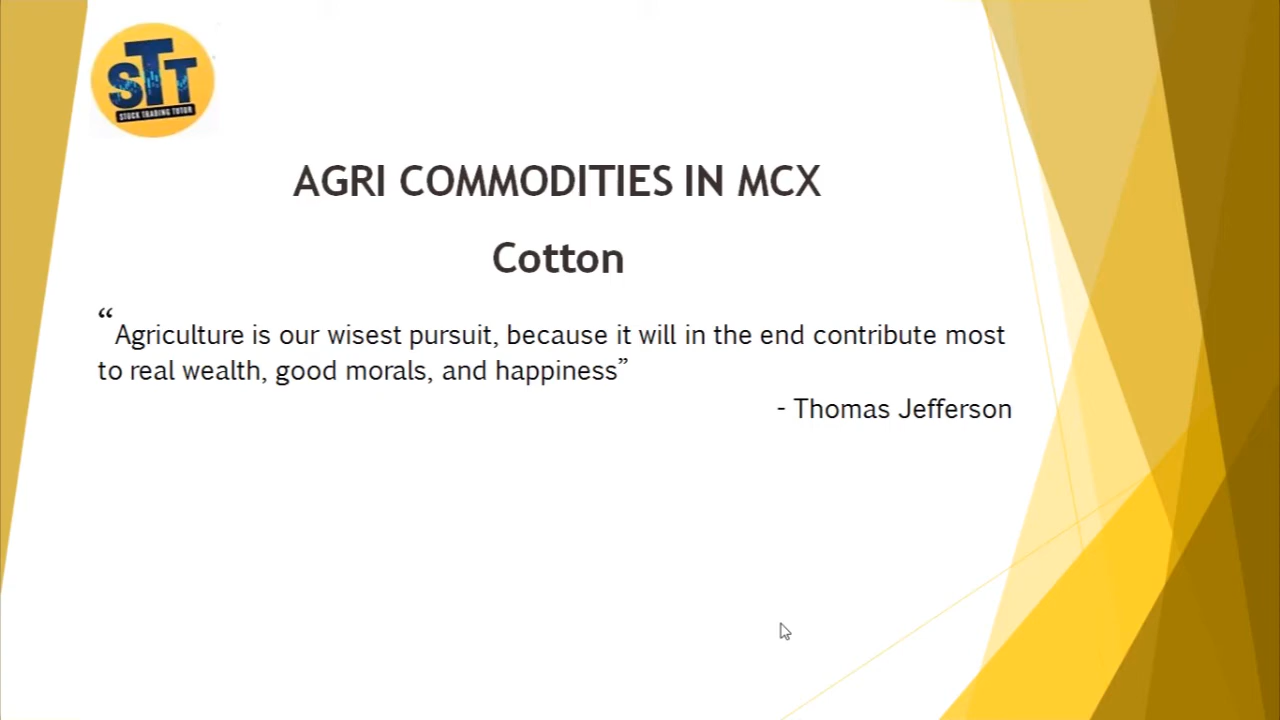 STT
STOCK TRADING TUTOR
AGRI COMMODITIES IN MCX
Cotton
“Agriculture is our wisest pursuit, because it will in the end contribute most
to real wealth, good morals, and happiness”
- Thomas Jefferson